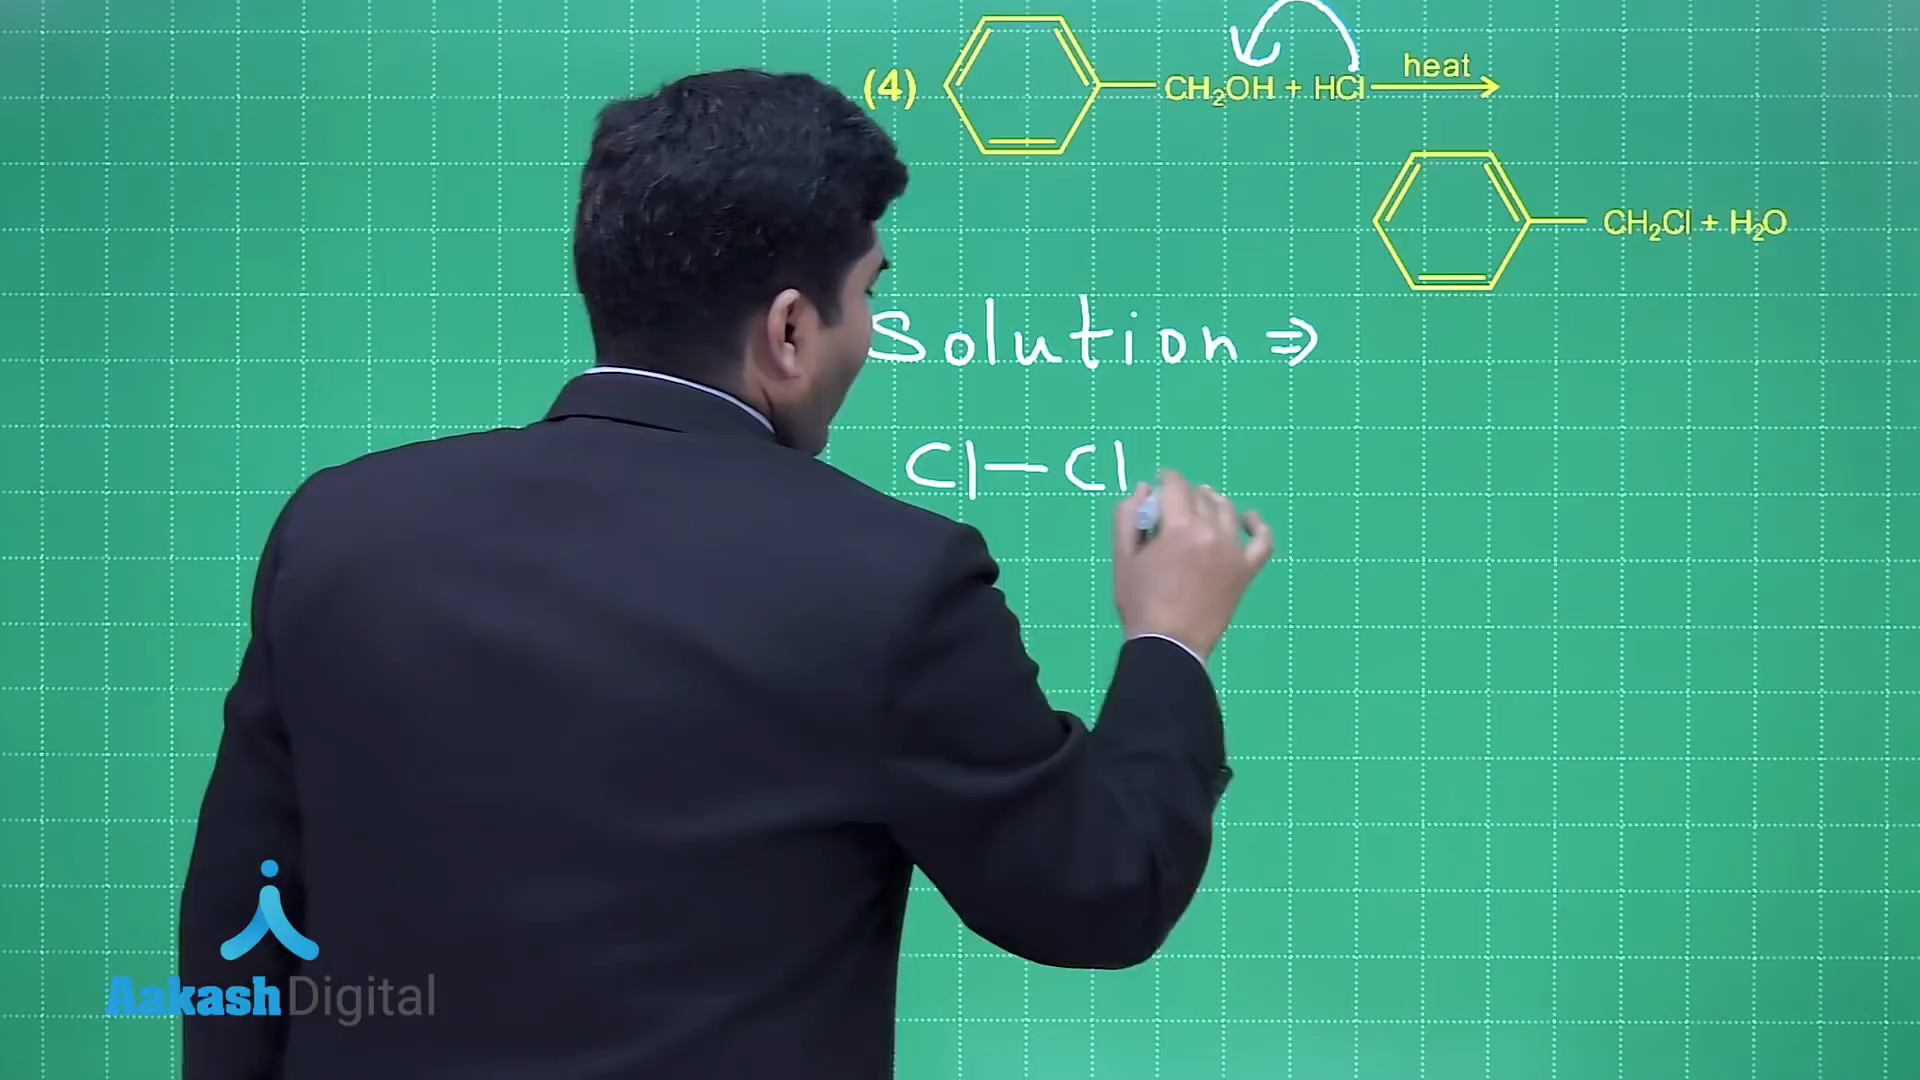 (4) CH₂OH + HCl heat
CH₂Cl + H₂O
Solution ⇒
Cl—Cl
Aakash Digital